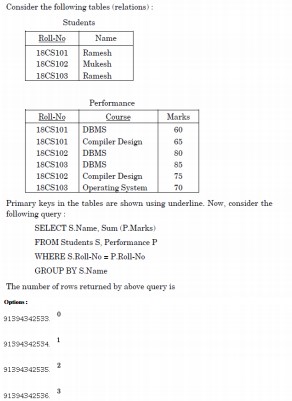 Consider the following tables (relations) :
Students
Roll-No Name
18CS101 Ramesh
18CS102 Mukesh
18CS103 Ramesh
Performance
Roll-No Course Marks
18CS101 DBMS 60
18CS101 Compiler Design 65
18CS102 DBMS 80
18CS103 DBMS 85
18CS102 Compiler Design 75
18CS103 Operating System 70
Primary keys in the tables are shown using underline. Now, consider the
following query :
SELECT S.Name, Sum (P.Marks)
FROM Students S, Performance P
WHERE S.Roll-No = P.Roll-No
GROUP BY S.Name
The number of rows returned by above query is
Options :
91394342533. 0
91394342534. 1
91394342535. 2
91394342536. 3